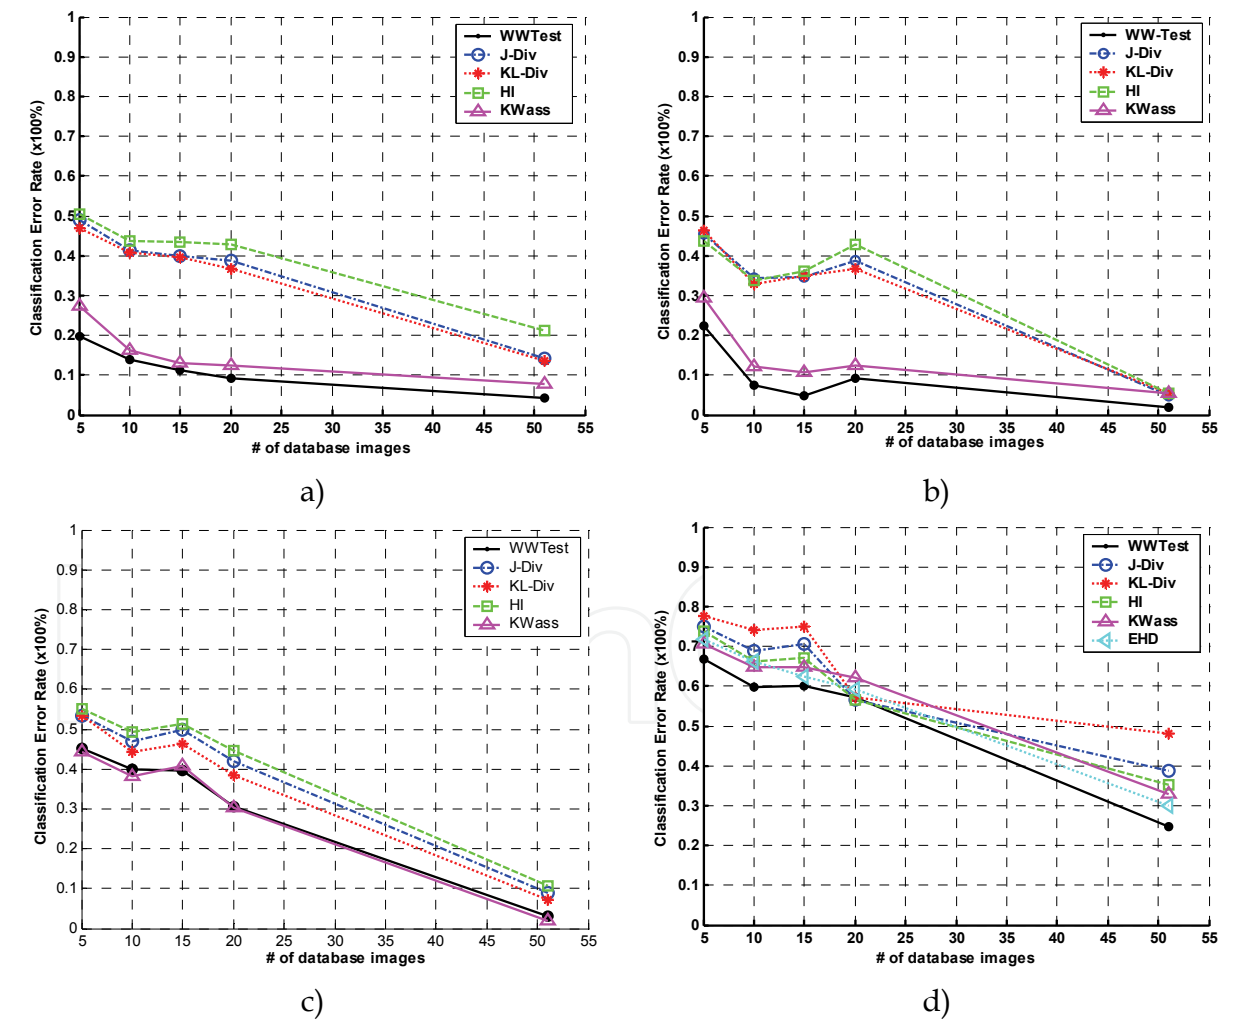 1
0.9
0.8
0.7
0.6
0.5
0.4
0.3
0.2
0.1
0
5 10 15 20 25 30 35 40 45 50 55
Classification Error Rate (x100%)
# of database images
WWTest
J-Div
KL-Div
HI
KWass
a)
1
0.9
0.8
0.7
0.6
0.5
0.4
0.3
0.2
0.1
0
5 10 15 20 25 30 35 40 45 50 55
Classification Error Rate (x100%)
# of database images
WW-Test
J-Div
KL-Div
HI
KWass
b)
1
0.9
0.8
0.7
0.6
0.5
0.4
0.3
0.2
0.1
0
5 10 15 20 25 30 35 40 45 50 55
Classification Error Rate (x100%)
# of database images
WWTest
J-Div
KL-Div
HI
KWass
c)
1
0.9
0.8
0.7
0.6
0.5
0.4
0.3
0.2
0.1
0
5 10 15 20 25 30 35 40 45 50 55
Classification Error Rate (x100%)
# of database images
WWTest
J-Div
KL-Div
HI
KWass
EHD
d)